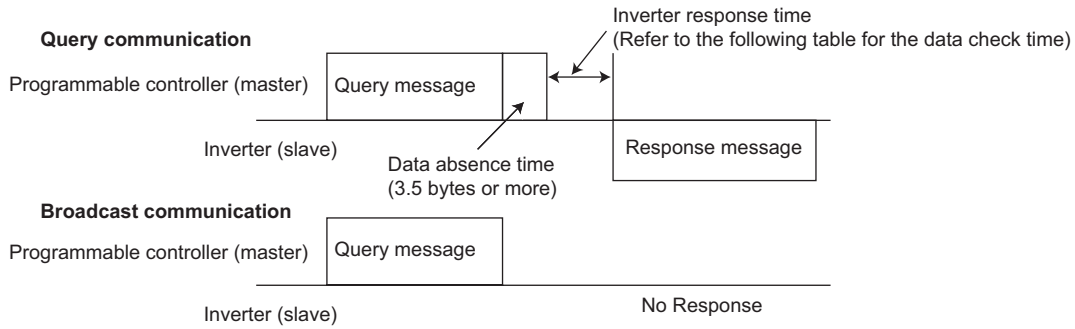 Inverter response time
(Refer to the following table for the data check time)
Query communication
Programmable controller (master)
Query message
Inverter (slave)
Data absence time
(3.5 bytes or more)
Response message
Broadcast communication
Programmable controller (master)
Query message
Inverter (slave)
No Response